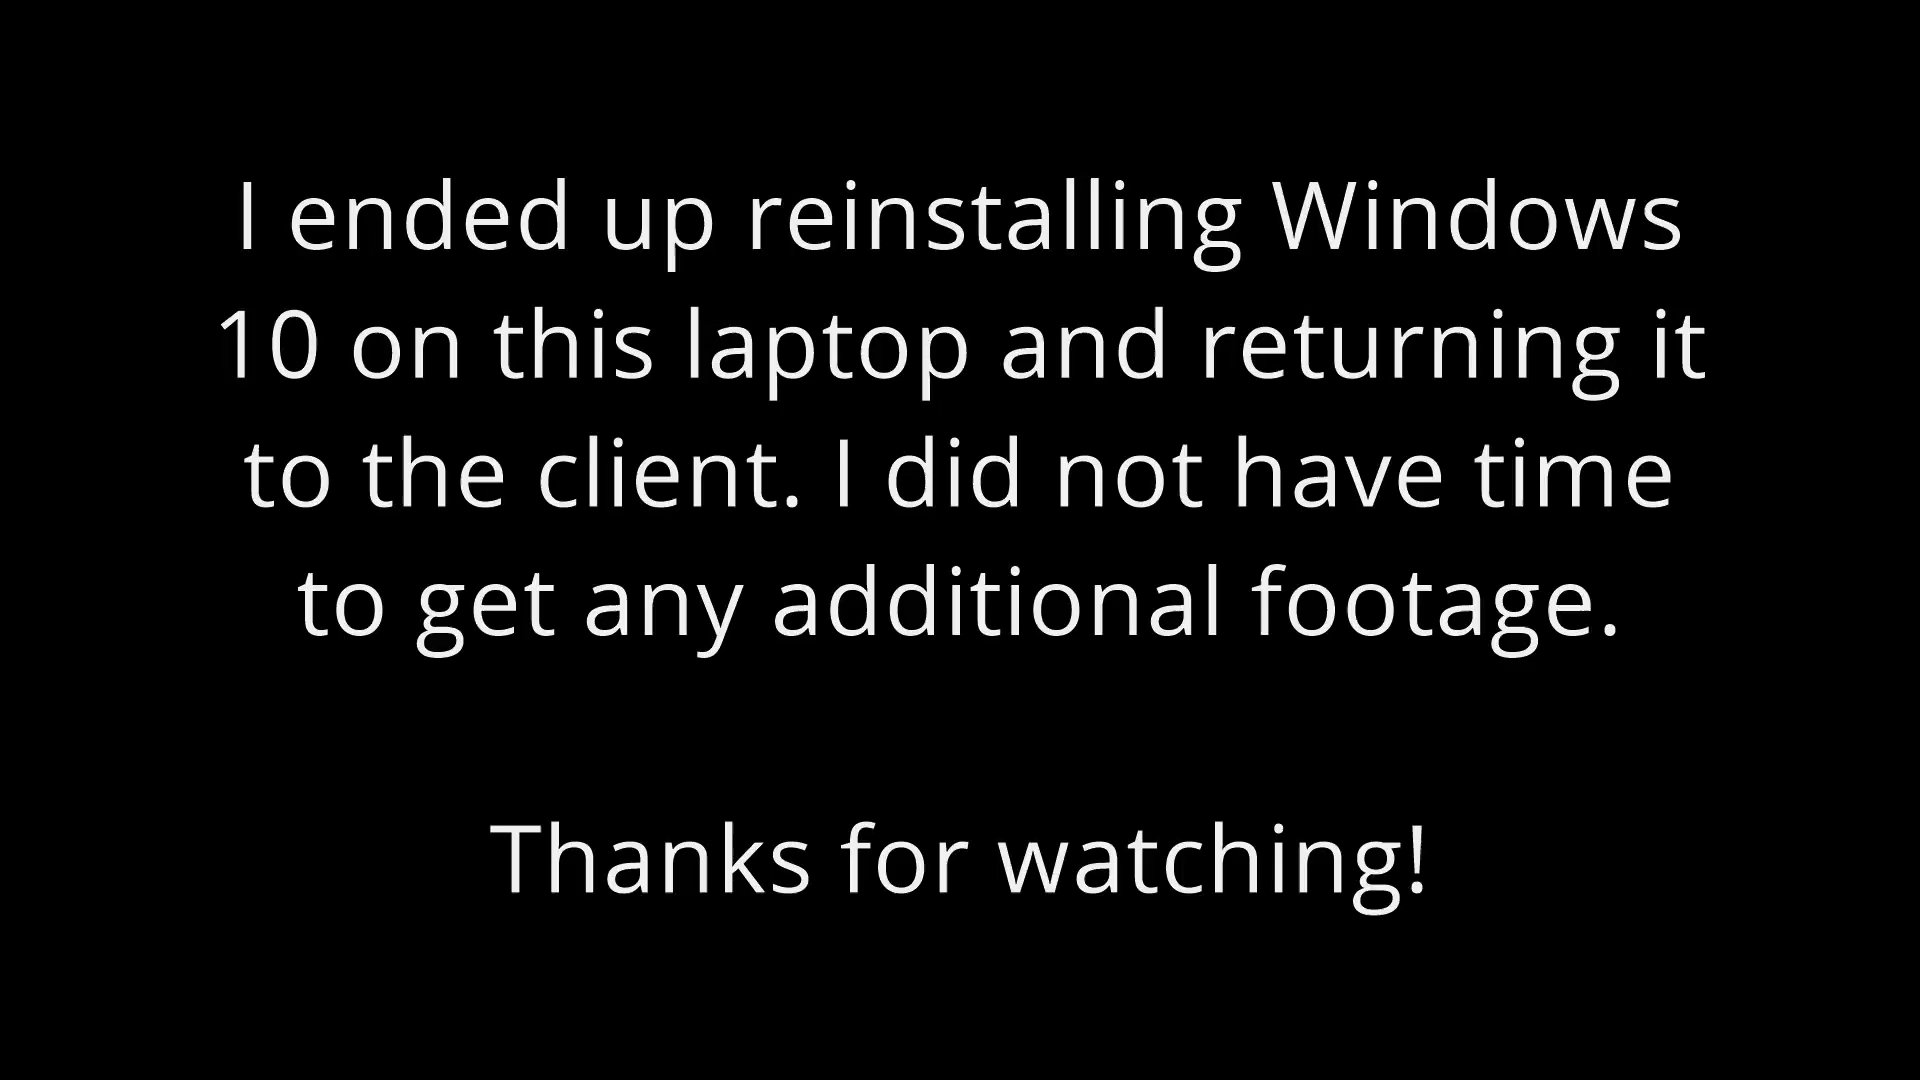 I ended up reinstalling Windows
10 on this laptop and returning it
to the client. I did not have time
to get any additional footage.
Thanks for watching!